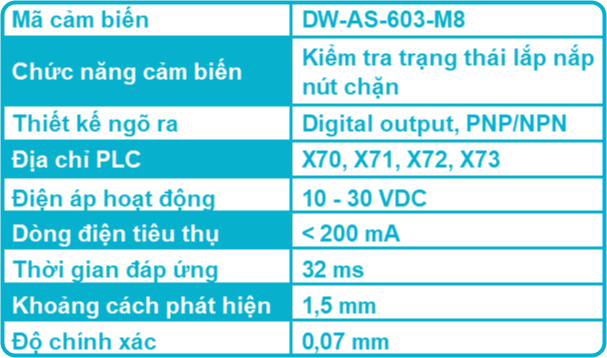 Mã cảm biến DW-AS-603-M8
Chức năng cảm biến Kiểm tra trạng thái lắp nắp
nút chặn
Thiết kế ngõ ra Digital output, PNP/NPN
Địa chỉ PLC X70, X71, X72, X73
Điện áp hoạt động 10 - 30 VDC
Dòng điện tiêu thụ < 200 mA
Thời gian đáp ứng 32 ms
Khoảng cách phát hiện 1,5 mm
Độ chính xác 0,07 mm